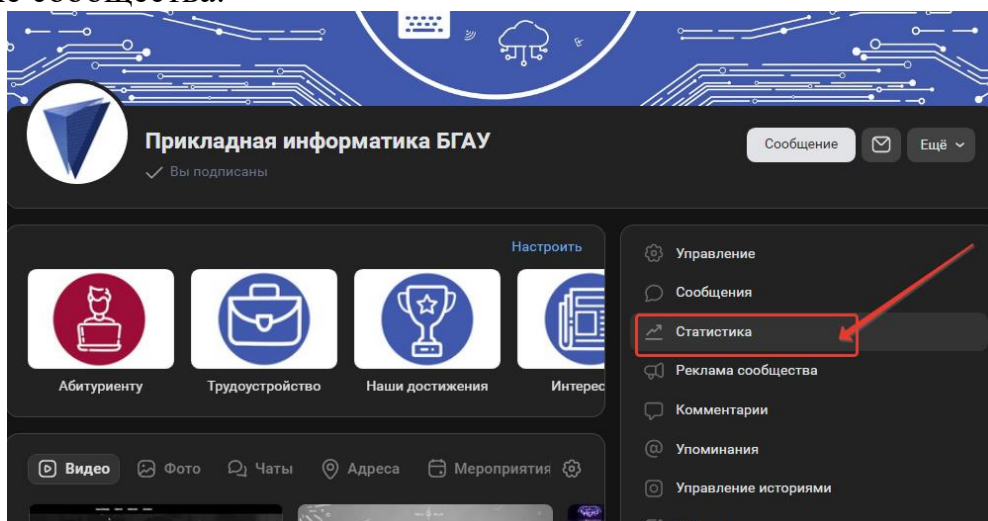 сообщества.
Прикладная информатика БГАУ
Вы подписаны
Сообщение
Ещё
Настроить
Абитуриенту
Трудоустройство
Наши достижения
Видео
Фото
Чаты
Адреса
Мероприятия
Управление
Сообщения
Статистика
Реклама сообщества
Комментарии
Упоминания
Управление историями